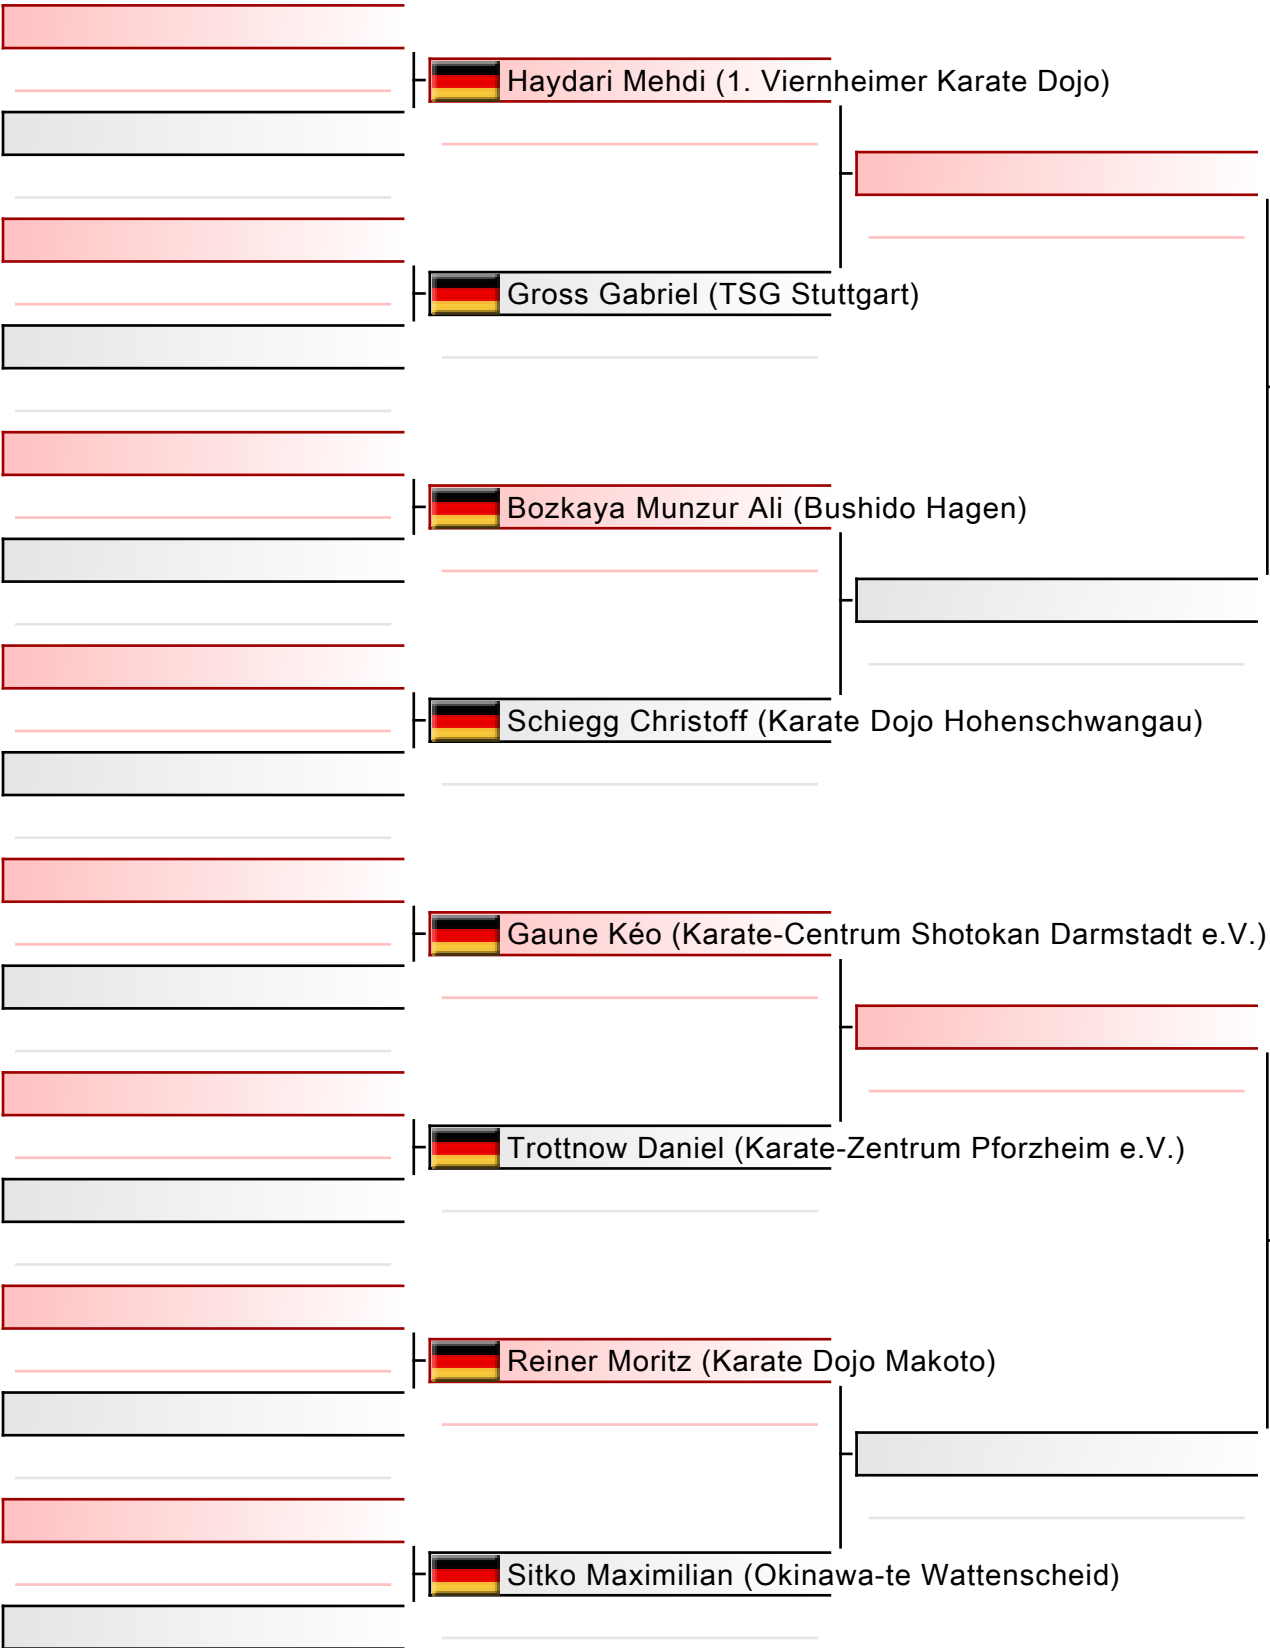 Haydari Mehdi (1. Viernheimer Karate Dojo)
Gross Gabriel (TSG Stuttgart)
Bozkaya Munzur Ali (Bushido Hagen)
Schiegg Christoff (Karate Dojo Hohenschwangau)
Gaune Kéo (Karate-Centrum Shotokan Darmstadt e.V.)
Trottnow Daniel (Karate-Zentrum Pforzheim e.V.)
Reiner Moritz (Karate Dojo Makoto)
Sitko Maximilian (Okinawa-te Wattenscheid)